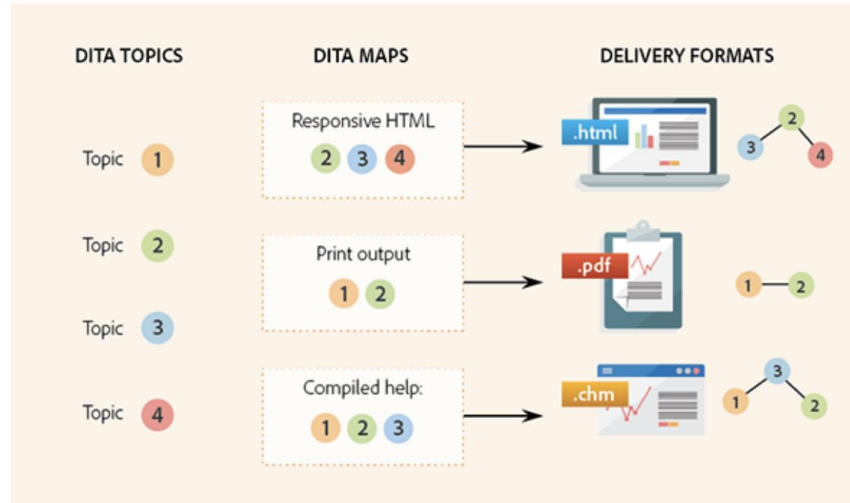 DITA TOPICS
DITA MAPS
DELIVERY FORMATS
Topic 1
Topic 2
Topic 3
Topic 4
Responsive HTML
2 3 4
Print output
1 2
Compiled help:
1 2 3
.html
2
3
4
.pdf
1 2
.chm
3
1
2